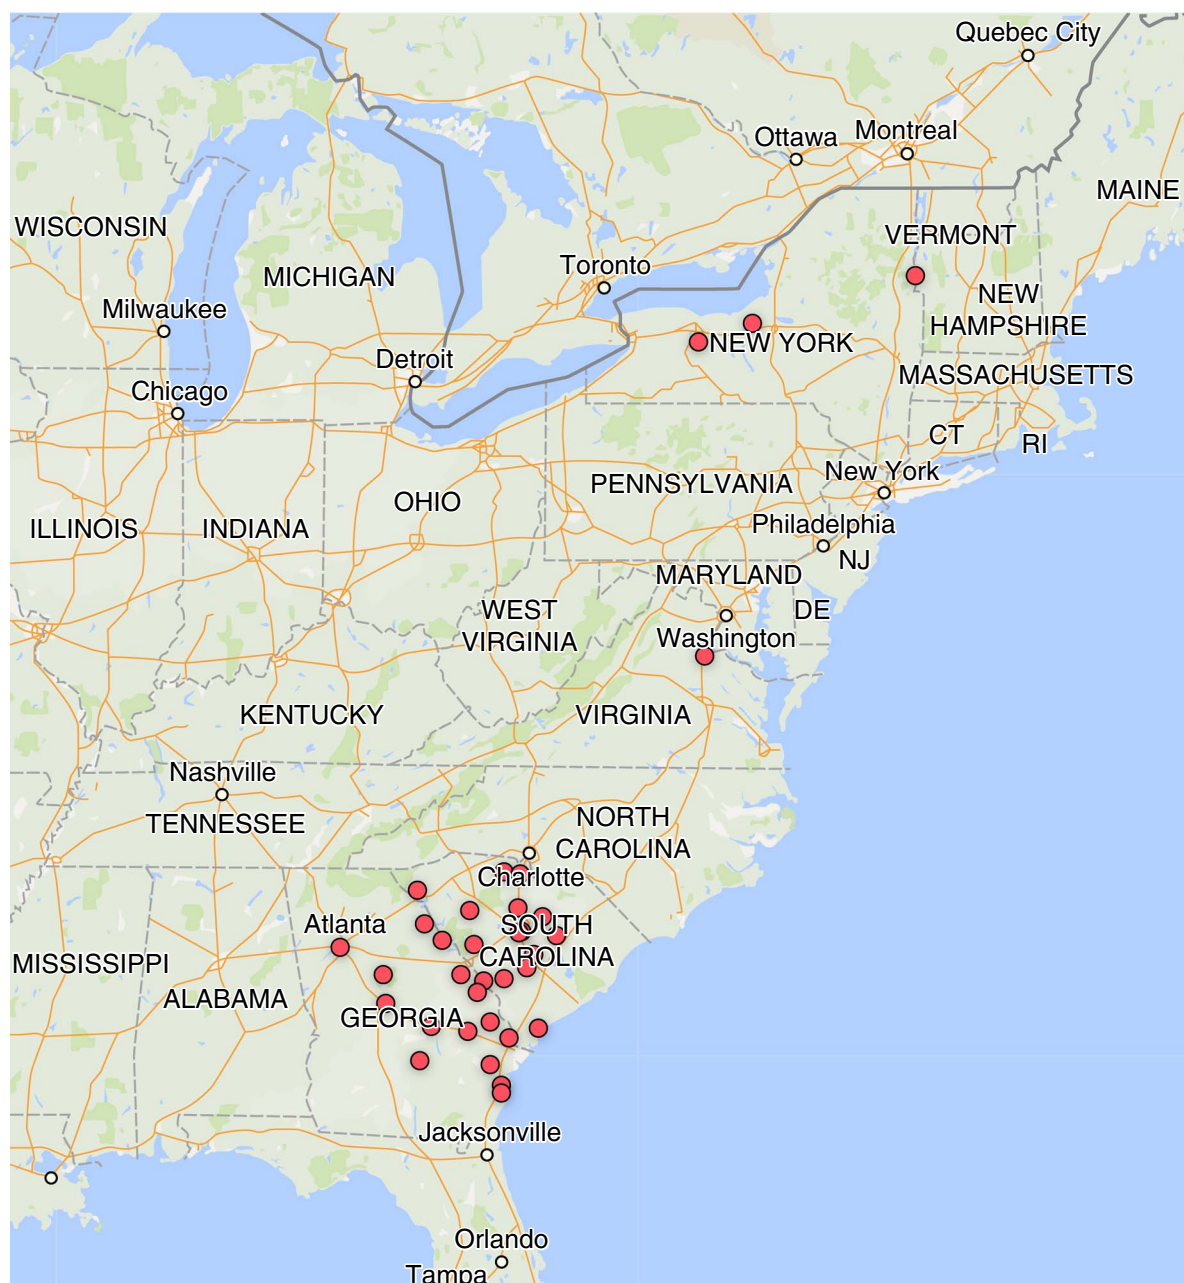 Quebec City
Ottawa
Montreal
MAINE
WISCONSIN
VERMONT
MICHIGAN
Toronto
NEW
HAMPSHIRE
Milwaukee
NEW YORK
Detroit
MASSACHUSETTS
Chicago
CT
RI
New York
PENNSYLVANIA
OHIO
Philadelphia
ILLINOIS
INDIANA
NJ
MARYLAND
WEST
VIRGINIA
DE
Washington
KENTUCKY
VIRGINIA
Nashville
TENNESSEE
NORTH
CAROLINA
Charlotte
Atlanta
SOUTH
CAROLINA
MISSISSIPPI
ALABAMA
GEORGIA
Jacksonville
Orlando
Tampa